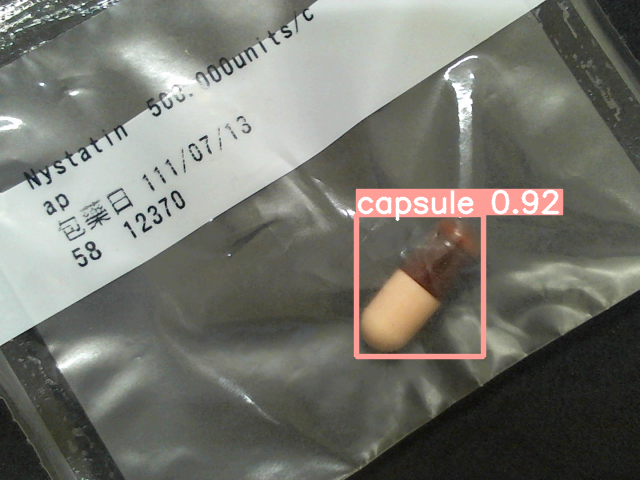 Nystatin 500.000units/c
ap
包藥日 111/07/13
58 12370
capsule 0.92